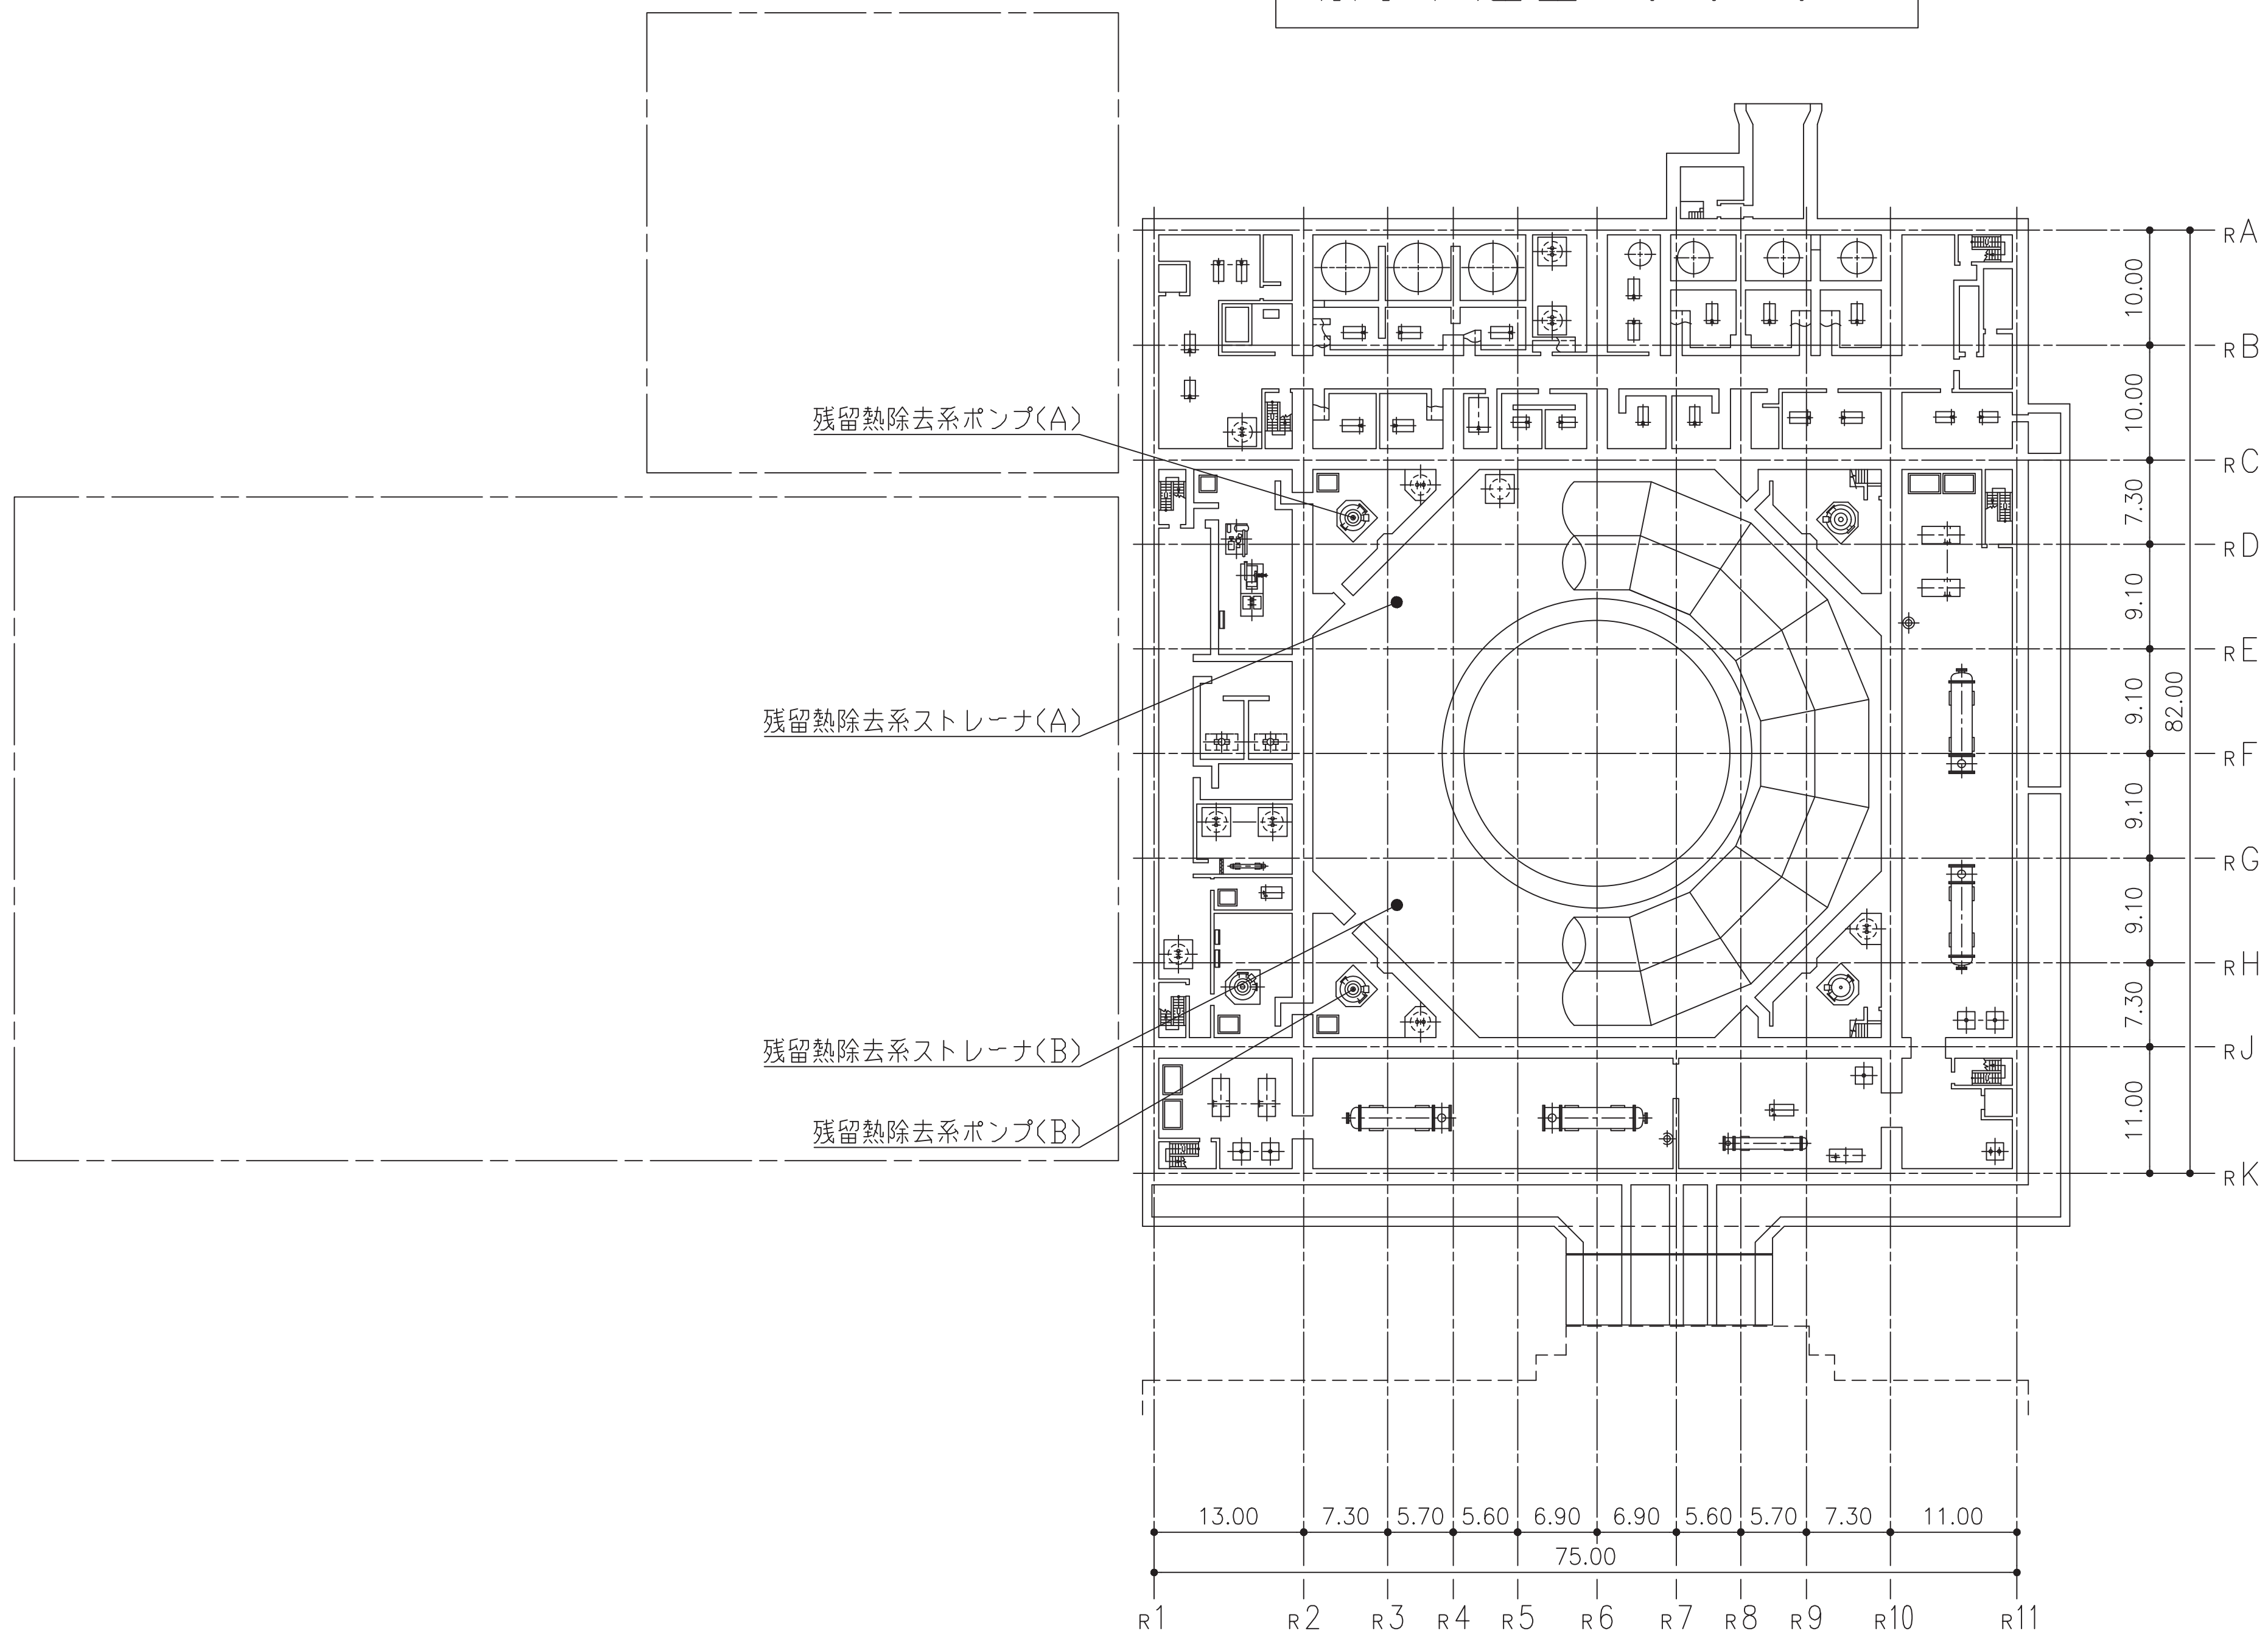 RA
10.00
RB
10.00
残留熱除去系ポンプ(A)
RC
7.30
RD
9.10
RE
残留熱除去系ストレーナ(A)
9.10
82.00
RF
9.10
RG
9.10
RH
7.30
残留熱除去系ストレーナ(B)
RJ
11.00
残留熱除去系ポンプ(B)
RK
13.00 7.30 5.70 5.60 6.90 6.90 5.60 5.70 7.30 11.00
75.00
R1 R2 R3 R4 R5 R6 R7 R8 R9 R10 R11